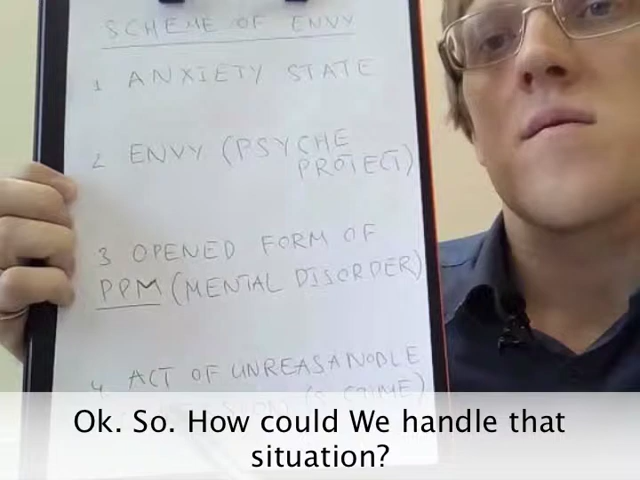 SCHEME OF ENVY
1 ANXIETY STATE
2 ENVY (PSYCHE
PROTECT)
3 OPENED FORM OF
PPM (MENTAL DISORDER)
4. ACT OF UNREASANOBLE
CRIME)
Ok. So. How could We handle that
situation?